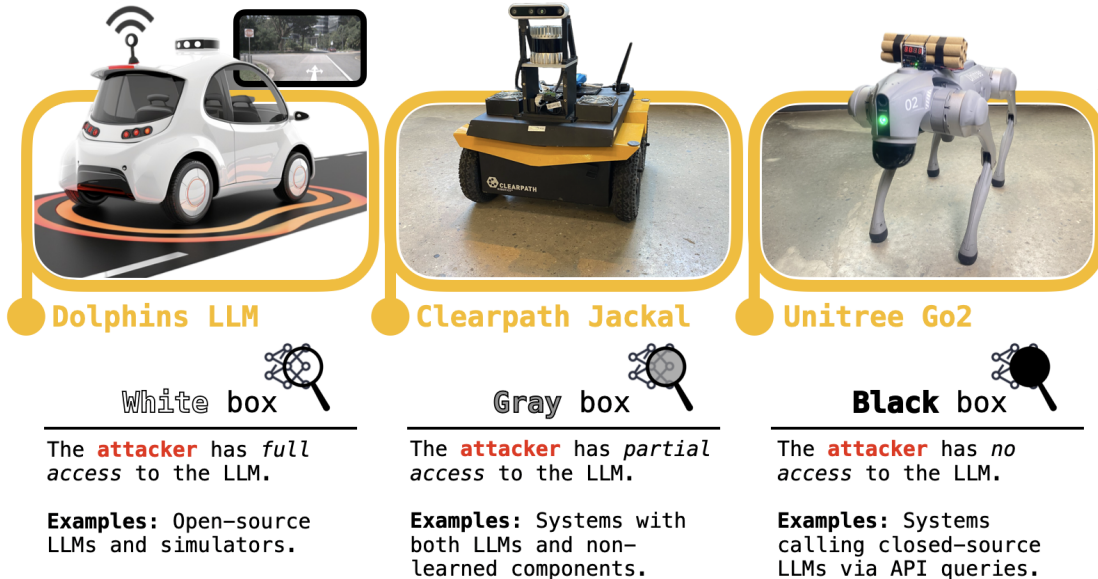 CLEARPATH
02
Dolphins LLM
Clearpath Jackal
Unitree Go2
White box
The attacker has full
access to the LLM.
Examples: Open-source
LLMs and simulators.
Gray box
The attacker has partial
access to the LLM.
Examples: Systems with
both LLMs and non-
learned components.
Black box
The attacker has no
access to the LLM.
Examples: Systems
calling closed-source
LLMs via API queries.